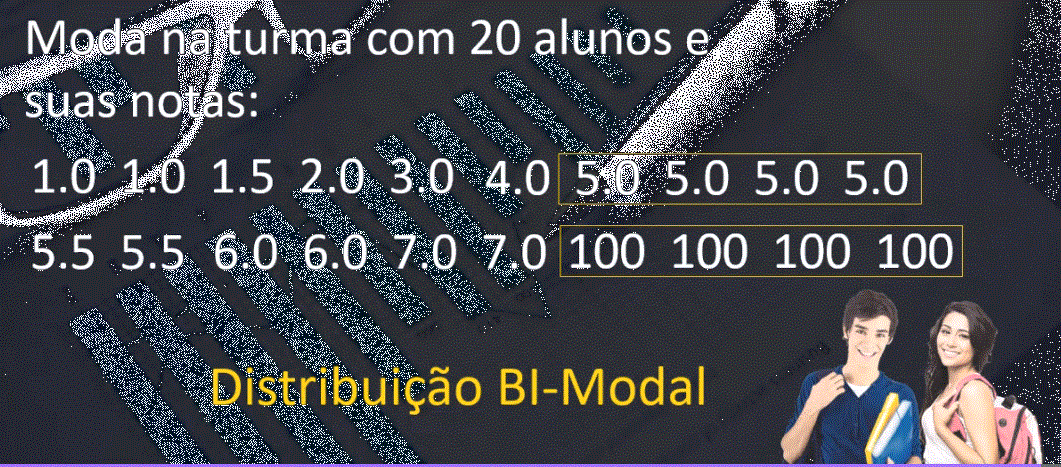 Moda na turma com 20 alunos e
suas notas:
1.0 1.0 1.5 2.0 3.0 4.0 5.0 5.0 5.0 5.0
5.5 5.5 6.0 6.0 7.0 7.0 100 100 100 100
Distribuição BI-Modal